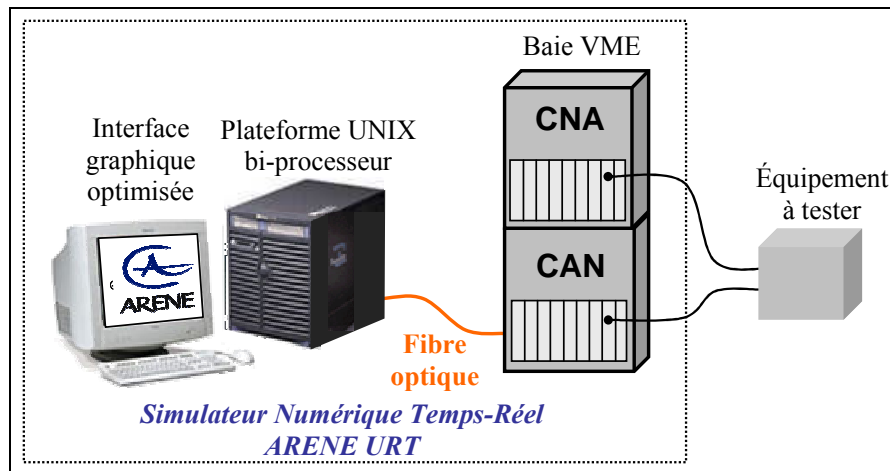 Baie VME
Interface
graphique
optimisée
Plateforme UNIX
bi-processeur
CNA
Équipement
à tester
ARENE
CAN
Fibre
optique
Simulateur Numérique Temps-Réel
ARENE URT